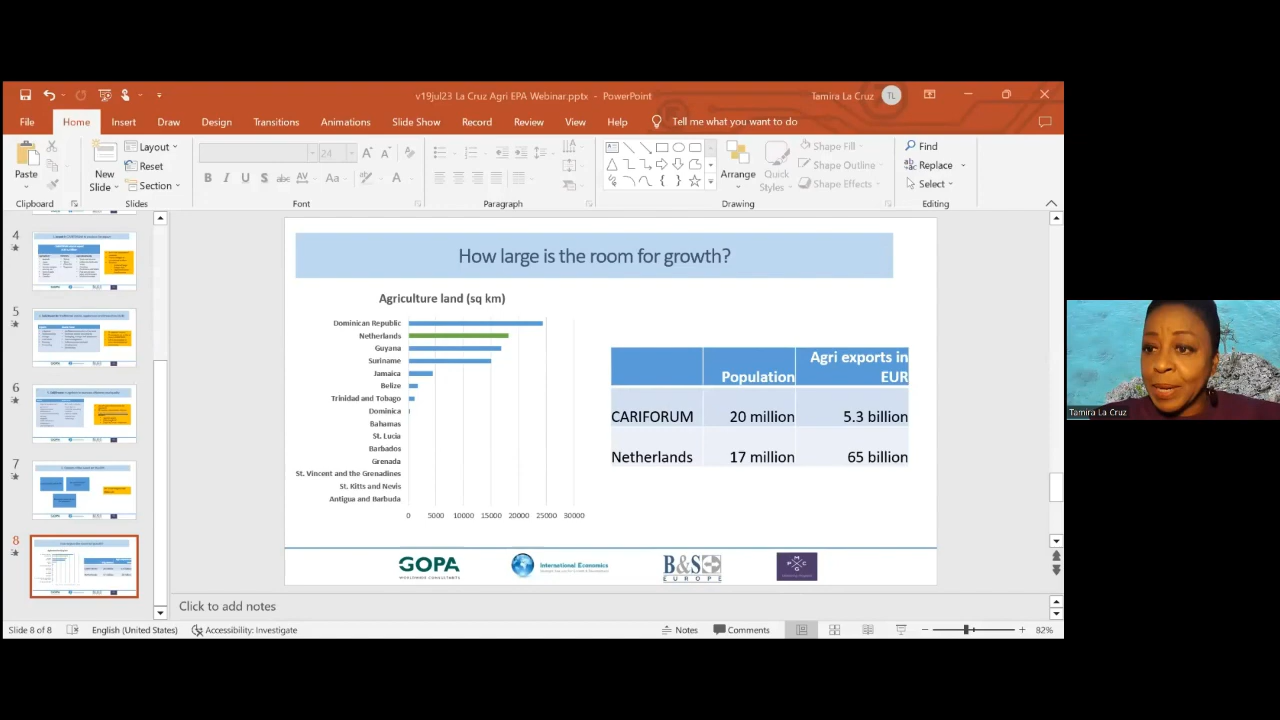 v19jul23 La Cruz Agri EPA Webinar.pptx - PowerPoint
Tamira La Cruz
TL
File
Home
Insert
Draw
Design
Transitions
Animations
Slide Show
Record
Review
View
Help
Tell me what you want to do
Paste
Clipboard
New
Slide
Layout
Reset
Section
Slides
24
Font
Paragraph
Arrange
Quick
Styles
Shape Fill
Shape Outline
Shape Effects
Drawing
Find
Replace
Select
Editing
4
5
6
7
8
How large is the room for growth?
Agriculture land (sq km)
Dominican Republic
Netherlands
Guyana
Suriname
Jamaica
Belize
Trinidad and Tobago
Dominica
Bahamas
St. Lucia
Barbados
Grenada
St. Vincent and the Grenadines
St. Kitts and Nevis
Antigua and Barbuda
0 5000 10000 15000 20000 25000 30000
Population
Agri exports in
EUR
CARIFORUM 20 million 5.3 billion
Netherlands 17 million 65 billion
GOPA
WORLDWIDE CONSULTANTS
International Economics
B&S
EUROPE
Click to add notes
Slide 8 of 8
English (United States)
Accessibility: Investigate
Notes
Comments
82%
Tamira La Cruz